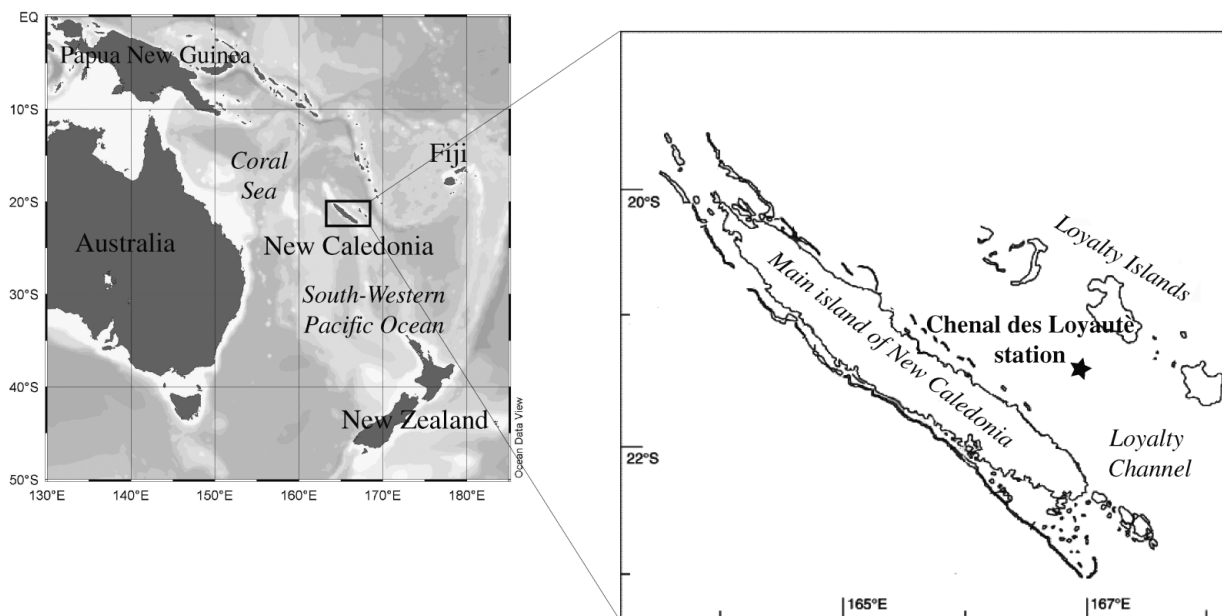 EQ
10°S
20°S
30°S
40°S
50°S
130°E
140°E
150°E
160°E
170°E
180°E
Papua New Guinea
Coral
Sea
Fiji
Australia
New Caledonia
South-Western
Pacific Ocean
New Zealand
Ocean Data View
20°S
22°S
165°E
167°E
Loyalty Islands
Main island of New Caledonia
Chenal des Loyautè
station
Loyalty
Channel